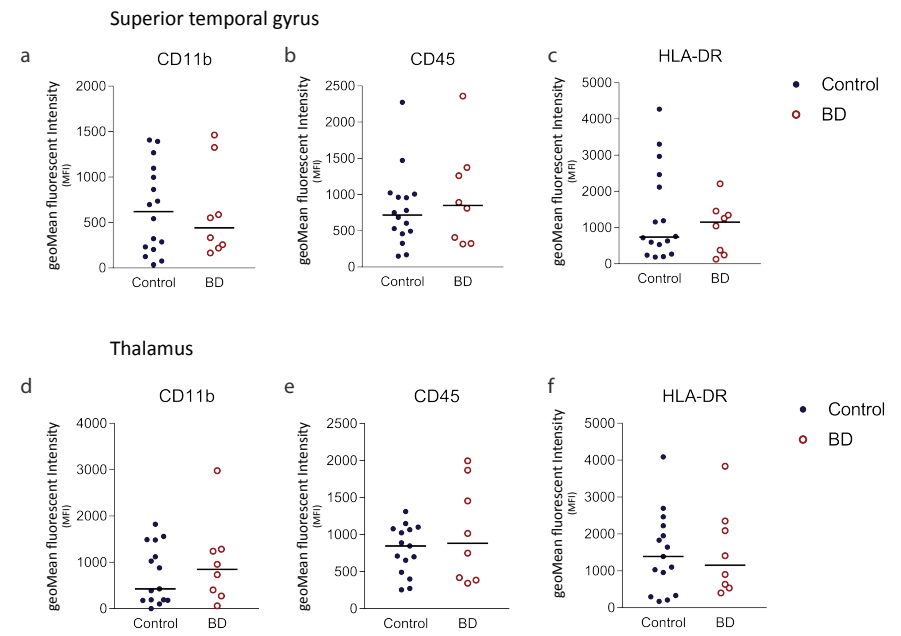 Superior temporal gyrus
a
CD11b
geoMean fluorescent Intensity
(MFI)
2000
1500
1000
500
0
Control BD
b
CD45
geoMean fluorescent Intensity
(MFI)
2500
2000
1500
1000
500
0
Control BD
c
HLA-DR
geoMean fluorescent Intensity
(MFI)
5000
4000
3000
2000
1000
0
Control BD
Control
BD
Thalamus
d
CD11b
geoMean fluorescent Intensity
(MFI)
4000
3000
2000
1000
0
Control BD
e
CD45
geoMean fluorescent Intensity
(MFI)
2500
2000
1500
1000
500
0
Control BD
f
HLA-DR
geoMean fluorescent Intensity
(MFI)
5000
4000
3000
2000
1000
0
Control BD
Control
BD